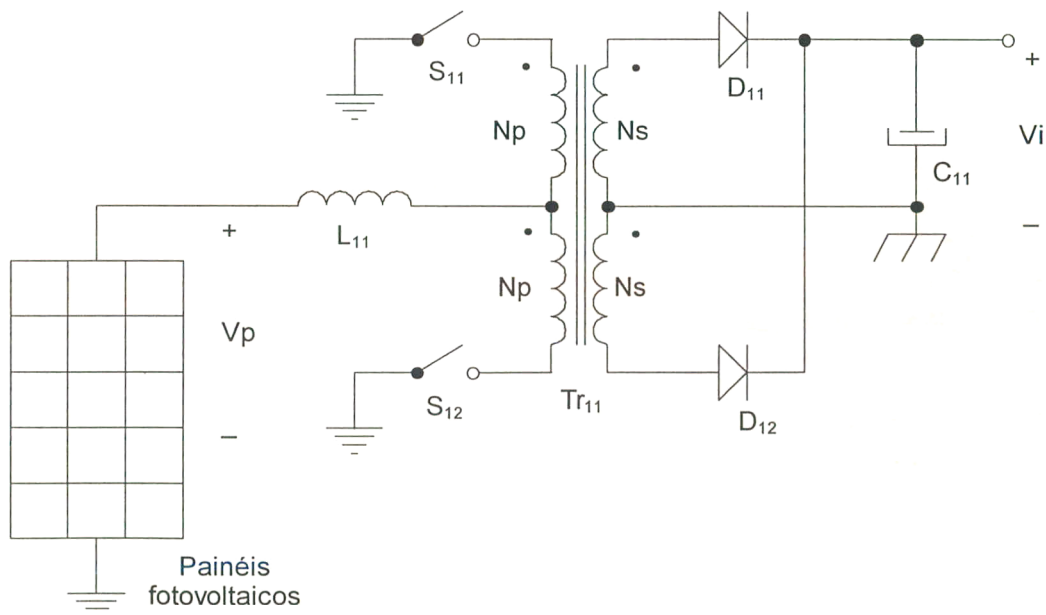 S₁₁
D₁₁
+
Np
Ns
Vi
C₁₁
+
L₁₁
–
Np
Ns
Vp
S₁₂
Tr₁₁
D₁₂
–
Painéis
fotovoltaicos